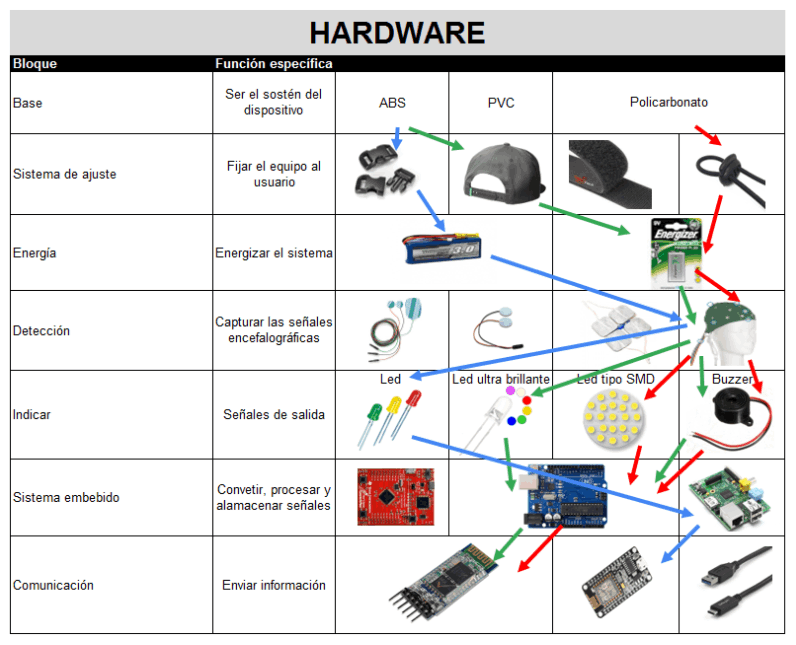 HARDWARE
Bloque Función específica
Base
Ser el sostén del
dispositivo
ABS
PVC
Policarbonato
Sistema de ajuste
Fijar el equipo al
usuario
Energía
Energizar el sistema
Energizer
Detección
Capturar las señales
encefalográficas
Indicar
Señales de salida
Led
Led ultra brillante
Led tipo SMD
Buzzer
Sistema embebido
Convetir, procesar y
alamacenar señales
Comunicación
Enviar información